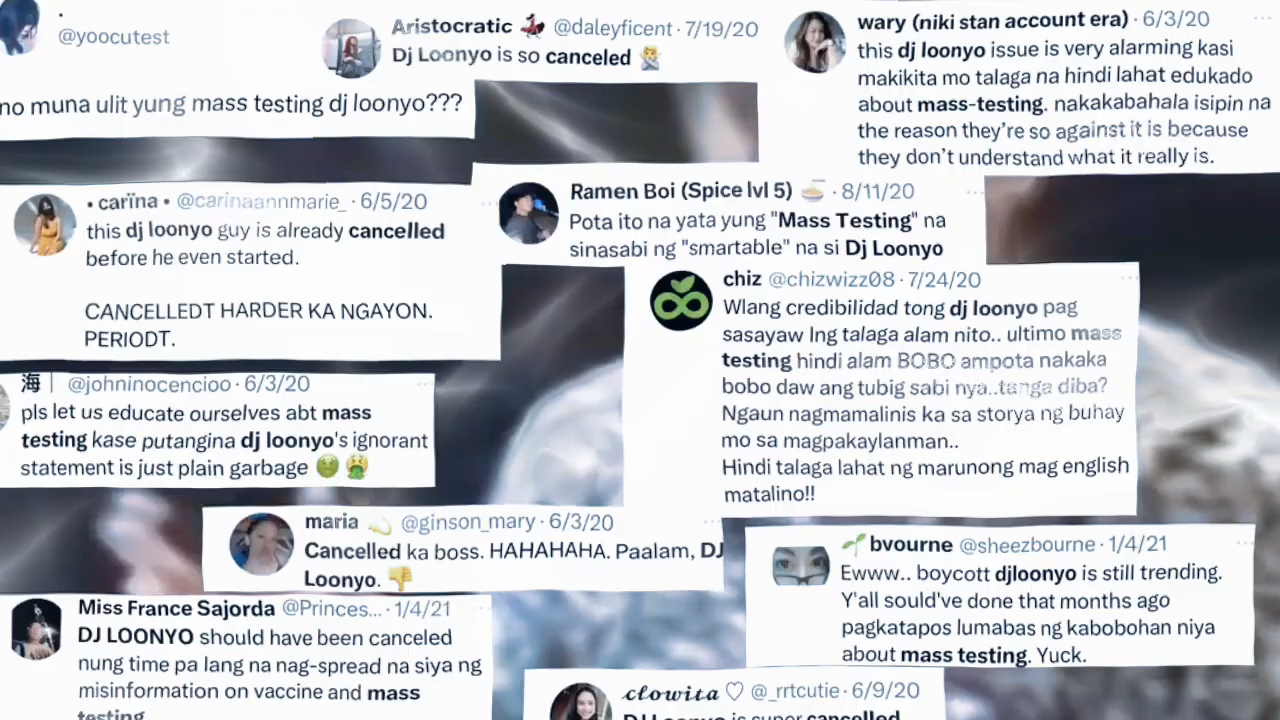 @yoocutest
no muna ulit yung mass testing dj loonyo???
Aristocratic 💃 @daleyficent · 7/19/20
Dj Loonyo is so canceled 🙅
wary (niki stan account era) · 6/3/20
this dj loonyo issue is very alarming kasi
makikita mo talaga na hindi lahat edukado
about mass-testing. nakakabahala isipin na
the reason they're so against it is because
they don't understand what it really is.
• carïna • @carinaannmarie_ · 6/5/20
this dj loonyo guy is already cancelled
before he even started.
CANCELLEDT HARDER KA NGAYON.
PERIODT.
Ramen Boi (Spice lvl 5) 🍜 · 8/11/20
Pota ito na yata yung "Mass Testing" na
sinasabi ng "smartable" na si Dj Loonyo
chiz @chizwizz08 · 7/24/20
Wlang credibilidad tong dj loonyo pag
sasayaw lng talaga alam nito.. ultimo mass
testing hindi alam BOBO ampota nakaka
bobo daw ang tubig sabi nya..tanga diba?
Ngaun nagmamalinis ka sa storya ng buhay
mo sa magpakaylanman..
Hindi talaga lahat ng marunong mag english
matalino!!
海 | @johninocencioo · 6/3/20
pls let us educate ourselves abt mass
testing kase putangina dj loonyo's ignorant
statement is just plain garbage 🤢 🤮
maria 💫 @ginson_mary · 6/3/20
Cancelled ka boss. HAHAHAHA. Paalam, DJ
Loonyo. 👎
🌱 bvourne @sheezbourne · 1/4/21
Ewww.. boycott djloonyo is still trending.
Y'all sould've done that months ago
pagkatapos lumabas ng kabobohan niya
about mass testing. Yuck.
Miss France Sajorda @Princes... · 1/4/21
DJ LOONYO should have been canceled
nung time pa lang na nag-spread na siya ng
misinformation on vaccine and mass
testing
clowita ♡ @_rrtcutie · 6/9/20
DJ Loonyo is super cancelled